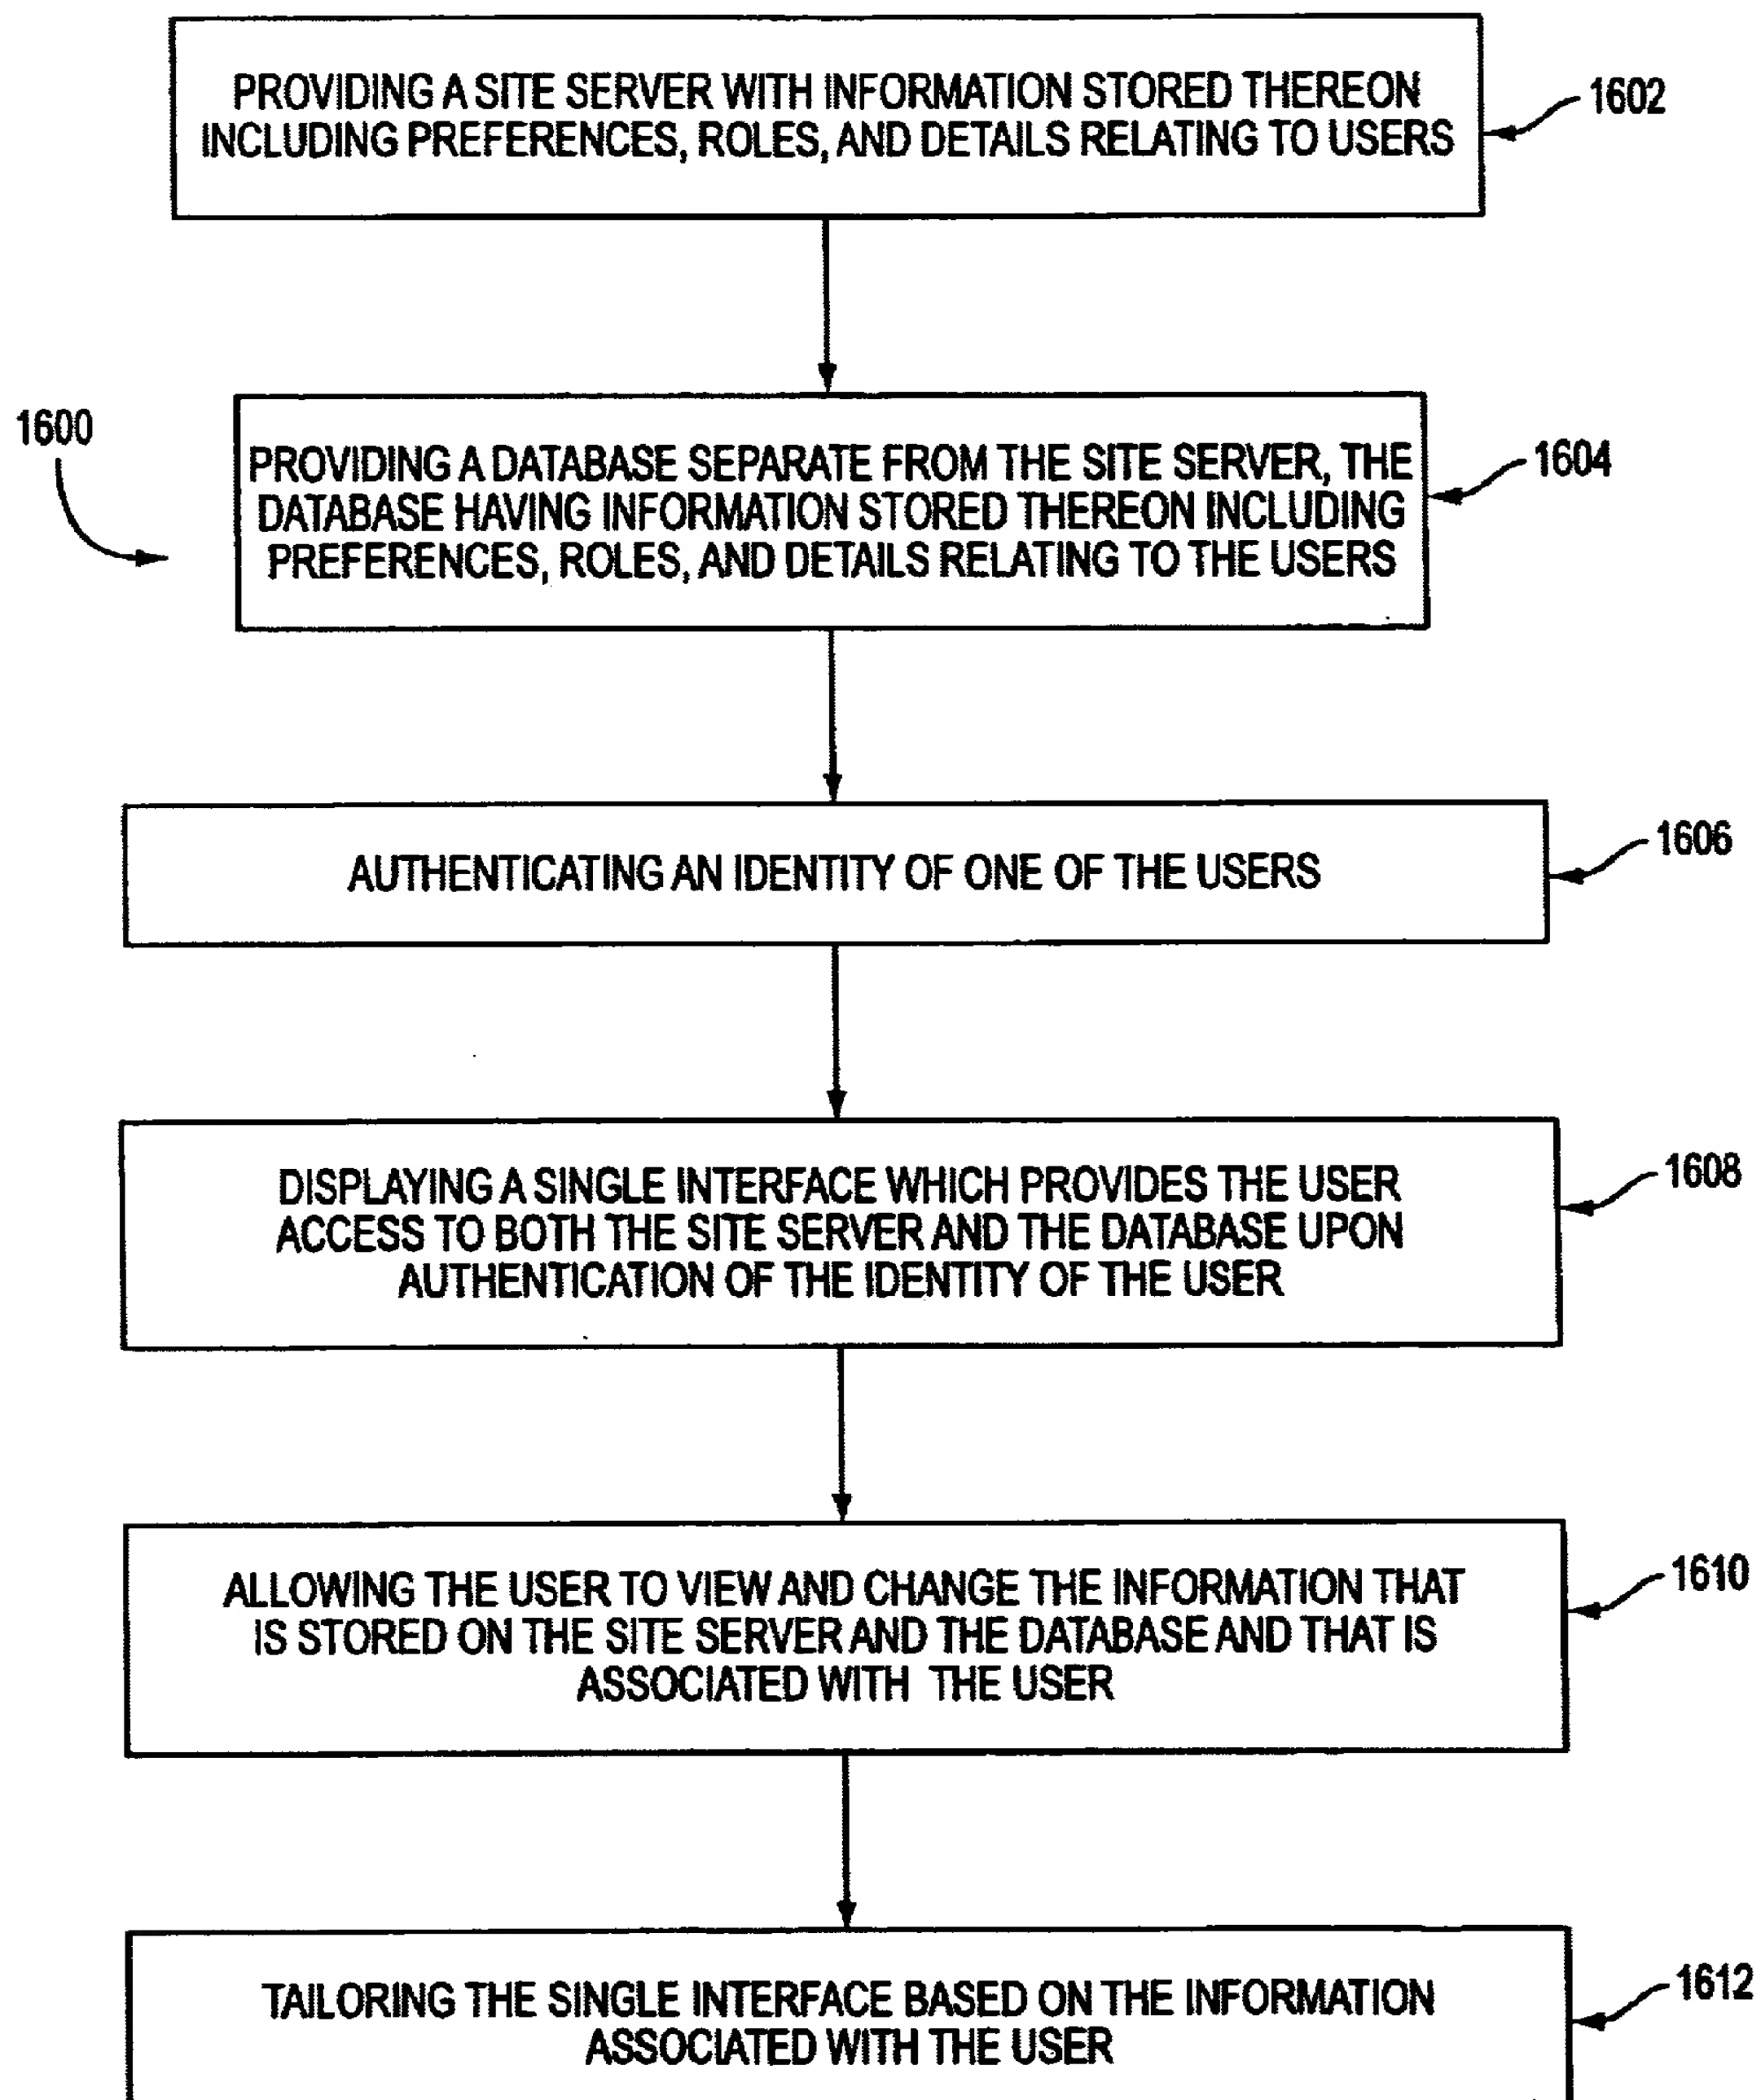 PROVIDING A SITE SERVER WITH INFORMATION STORED THEREON
INCLUDING PREFERENCES, ROLES, AND DETAILS RELATING TO USERS
1602
1600
PROVIDING A DATABASE SEPARATE FROM THE SITE SERVER, THE
DATABASE HAVING INFORMATION STORED THEREON INCLUDING
PREFERENCES, ROLES, AND DETAILS RELATING TO THE USERS
1604
AUTHENTICATING AN IDENTITY OF ONE OF THE USERS
1606
DISPLAYING A SINGLE INTERFACE WHICH PROVIDES THE USER
ACCESS TO BOTH THE SITE SERVER AND THE DATABASE UPON
AUTHENTICATION OF THE IDENTITY OF THE USER
1608
ALLOWING THE USER TO VIEW AND CHANGE THE INFORMATION THAT
IS STORED ON THE SITE SERVER AND THE DATABASE AND THAT IS
ASSOCIATED WITH THE USER
1610
TAILORING THE SINGLE INTERFACE BASED ON THE INFORMATION
ASSOCIATED WITH THE USER
1612